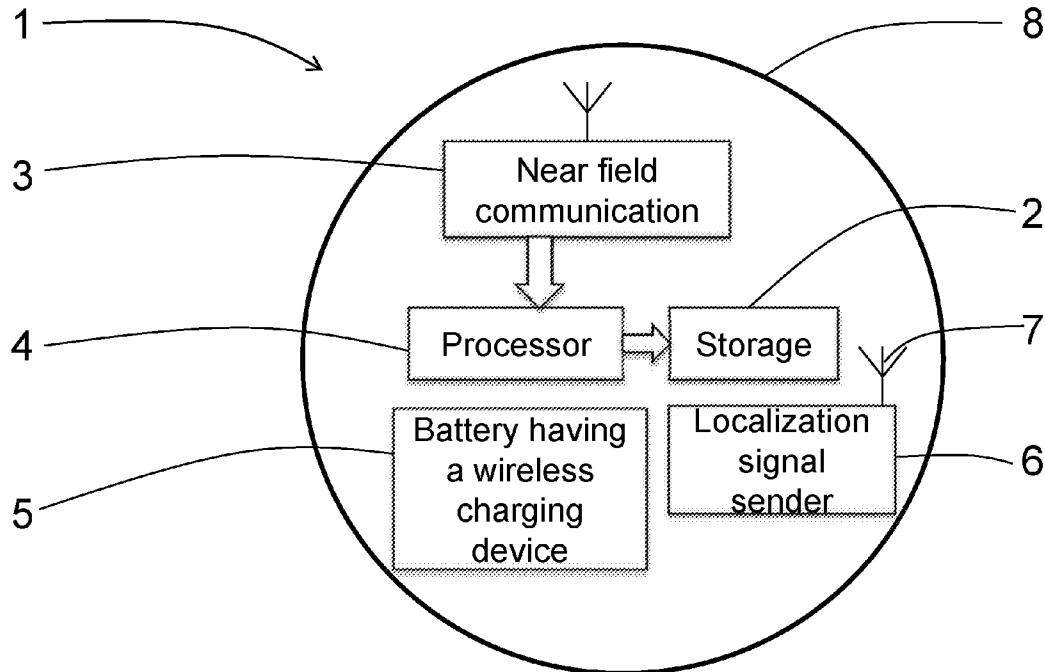 1
8
3
Near field
communication
2
4
Processor
Storage
7
5
Battery having
a wireless
charging
device
Localization
signal
sender
6